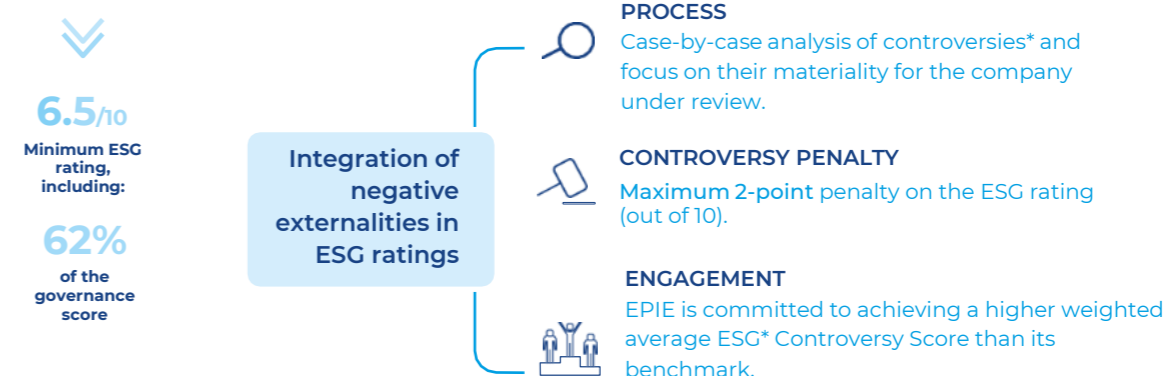 6.5/10
Minimum ESG
rating,
including:
62%
of the
governance
score
Integration of
negative
externalities in
ESG ratings
PROCESS
Case-by-case analysis of controversies* and
focus on their materiality for the company
under review.
CONTROVERSY PENALTY
Maximum 2-point penalty on the ESG rating
(out of 10).
ENGAGEMENT
EPIE is committed to achieving a higher weighted
average ESG* Controversy Score than its
benchmark.